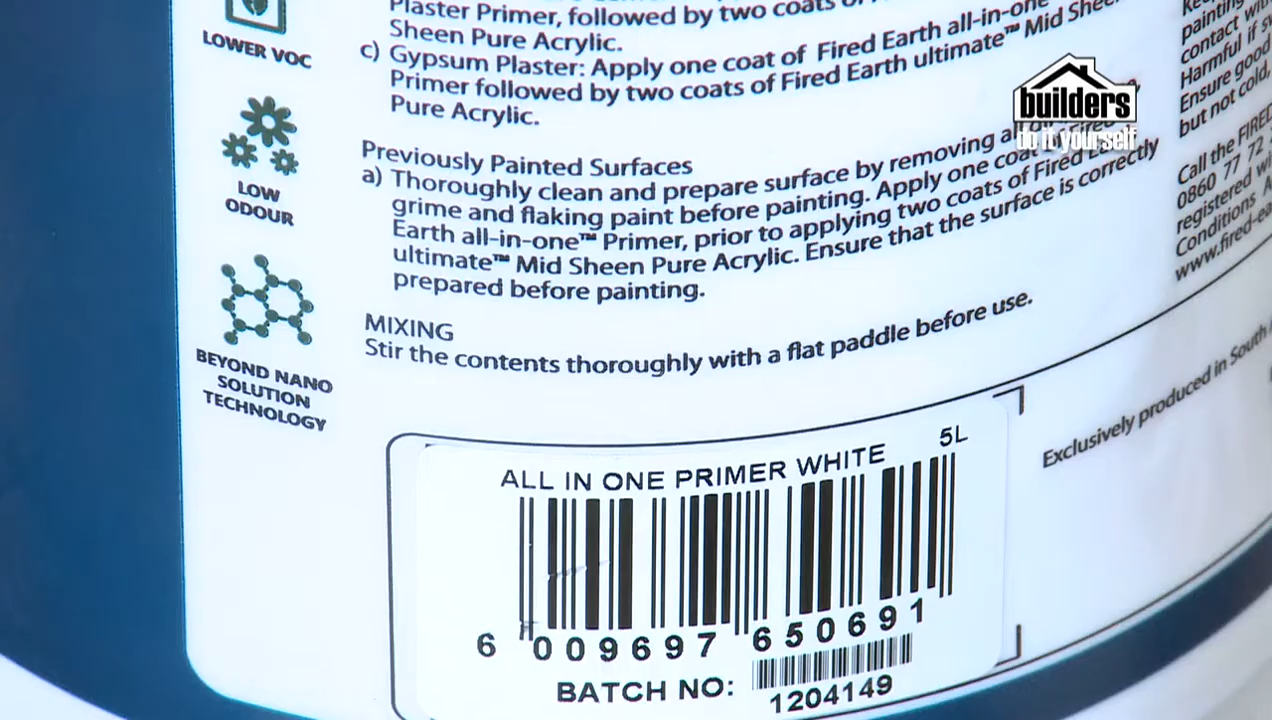 LOWER VOC
LOW
ODOUR
BEYOND NANO
SOLUTION
TECHNOLOGY
Plaster Primer, followed by two coats of
Sheen Pure Acrylic.
c) Gypsum Plaster: Apply one coat of Fired Earth all-in-one
Primer followed by two coats of Fired Earth ultimate™ Mid Sheen
Pure Acrylic.
Previously Painted Surfaces
a) Thoroughly clean and prepare surface by removing all
grime and flaking paint before painting. Apply one coat of Fired
Earth all-in-one™ Primer, prior to applying two coats of Fired Earth
ultimate™ Mid Sheen Pure Acrylic. Ensure that the surface is correctly
prepared before painting.
MIXING
Stir the contents thoroughly with a flat paddle before use.
builders
do it yourself
painting
contact with
Harmful if
Ensure good
but not cold,
Call the FIRED
0860 77 72
registered
Conditions
www.fired-ea
Exclusively produced in South
ALL IN ONE PRIMER WHITE 5L
6 009697 650691
BATCH NO:
1204149